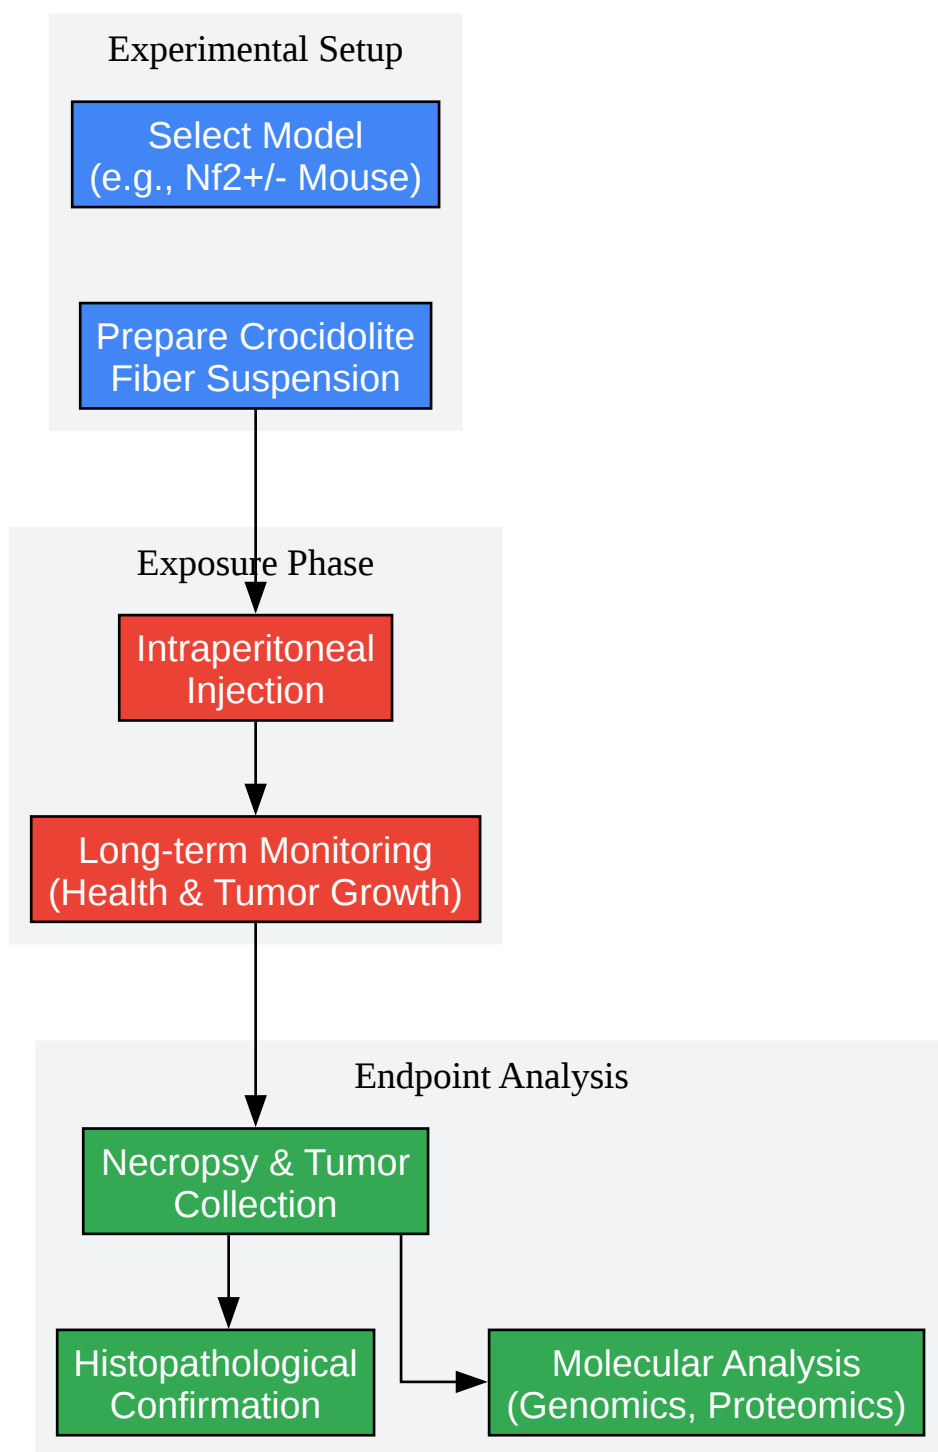 Experimental Setup
Select Model
(e.g., Nf2+/- Mouse)
Prepare Crocidolite
Fiber Suspension
Exposure Phase
Intraperitoneal
Injection
Long-term Monitoring
(Health & Tumor Growth)
Endpoint Analysis
Necropsy & Tumor
Collection
Histopathological
Confirmation
Molecular Analysis
(Genomics, Proteomics)